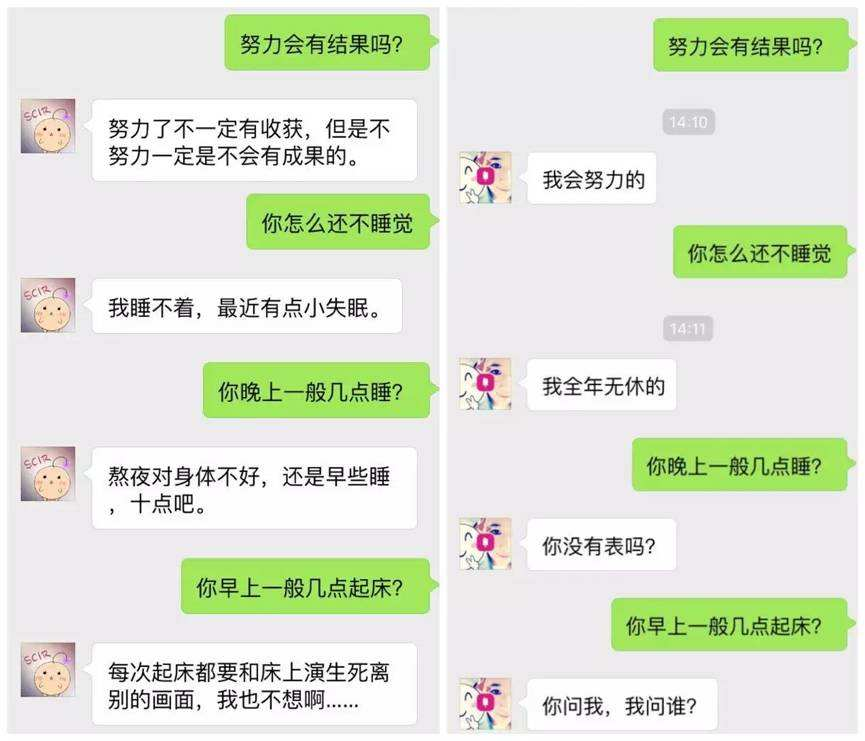 努力会有结果吗?
SCIR
努力了不一定有收获，但是不
努力一定是不会有成果的。
你怎么还不睡觉
SCIR
我睡不着，最近有点小失眠。
你晚上一般几点睡?
SCIR
熬夜对身体不好，还是早些睡
，十点吧。
你早上一般几点起床?
SCIR
每次起床都要和床上演生死离
别的画面，我也不想啊......
努力会有结果吗?
14:10
我会努力的
你怎么还不睡觉
14:11
我全年无休的
你晚上一般几点睡?
你没有表吗?
你早上一般几点起床?
你问我，我问谁?